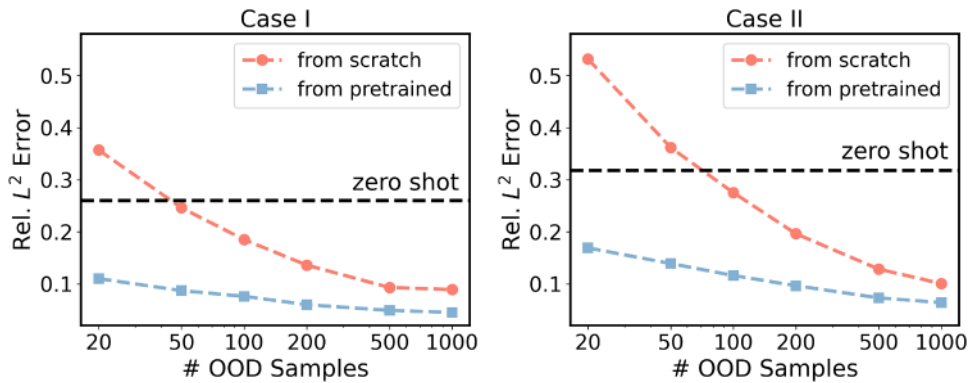 Case I
from scratch
from pretrained
zero shot
Rel. L² Error
0.5
0.4
0.3
0.2
0.1
20 50 100 200 500 1000
# OOD Samples
Case II
from scratch
from pretrained
zero shot
Rel. L² Error
0.5
0.4
0.3
0.2
0.1
20 50 100 200 500 1000
# OOD Samples